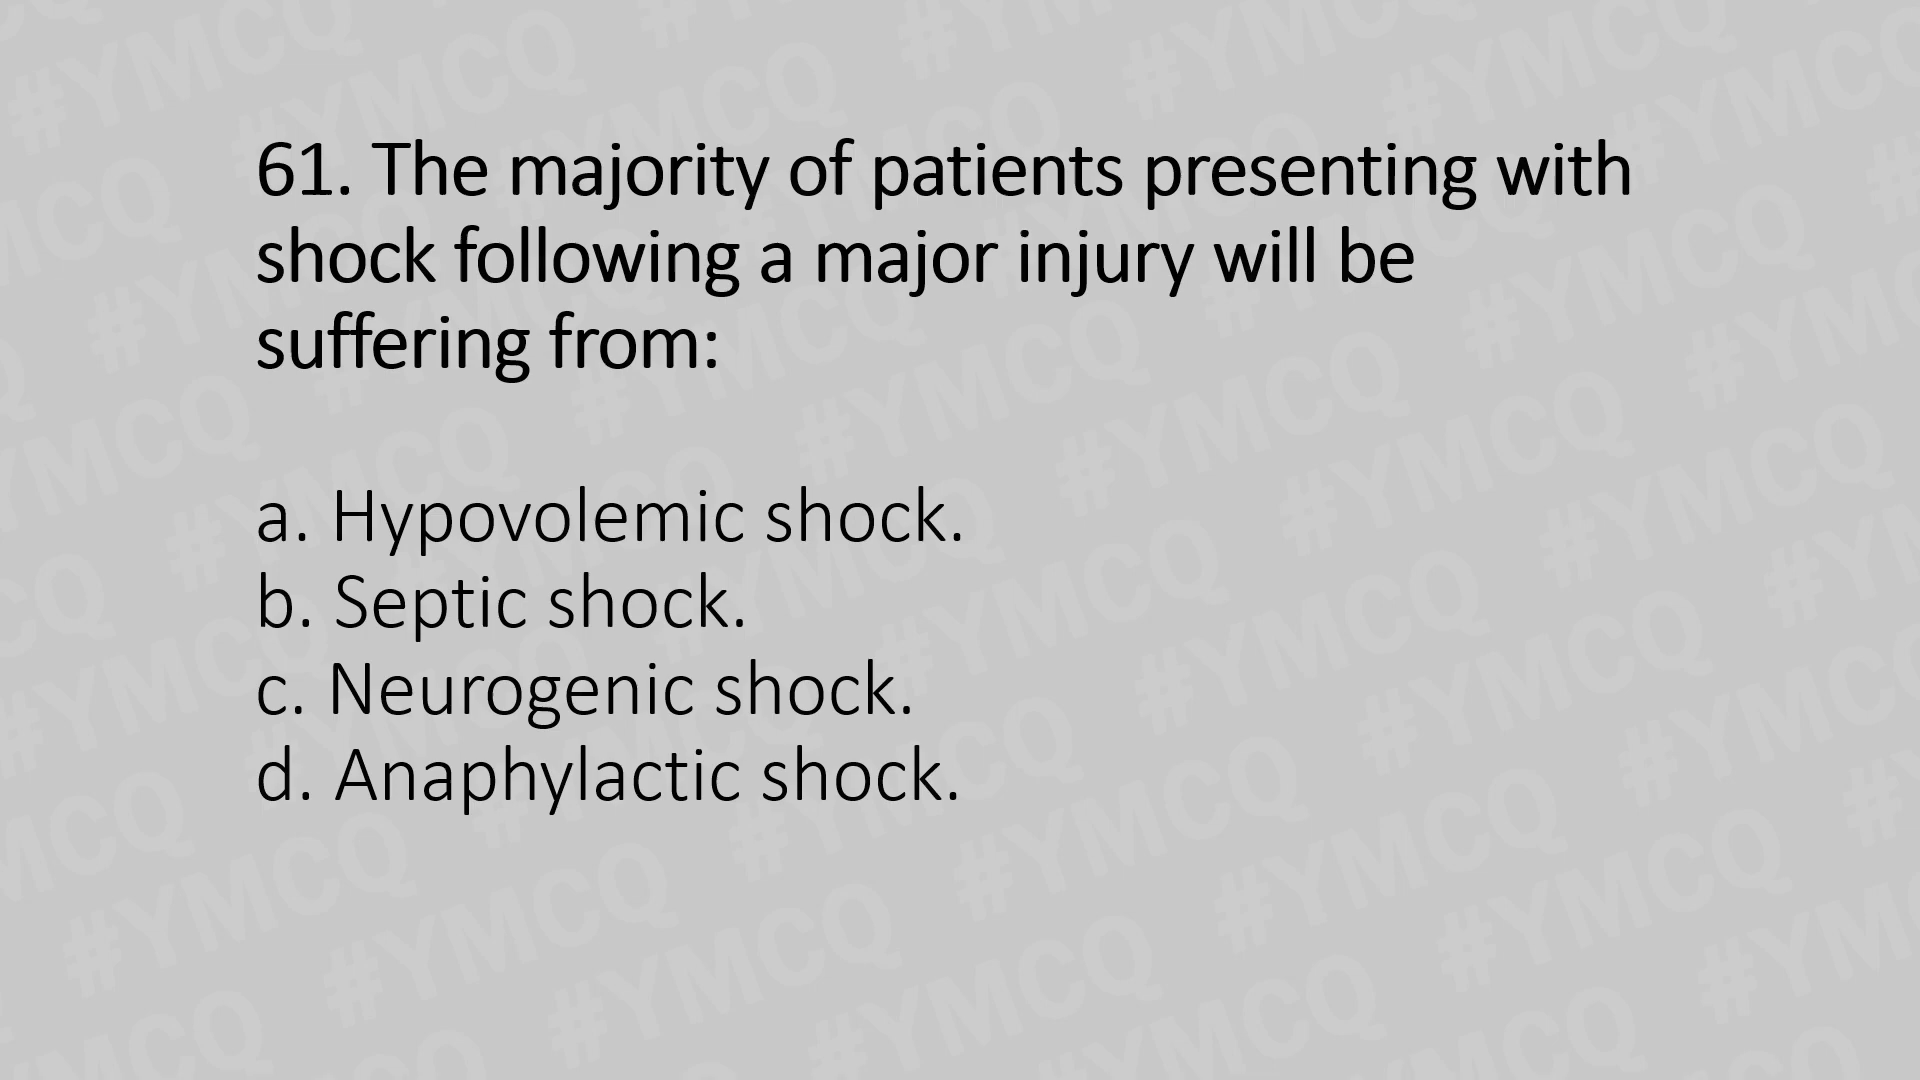 61. The majority of patients presenting with
shock following a major injury will be
suffering from:
a. Hypovolemic shock.
b. Septic shock.
c. Neurogenic shock.
d. Anaphylactic shock.
#YMCQ